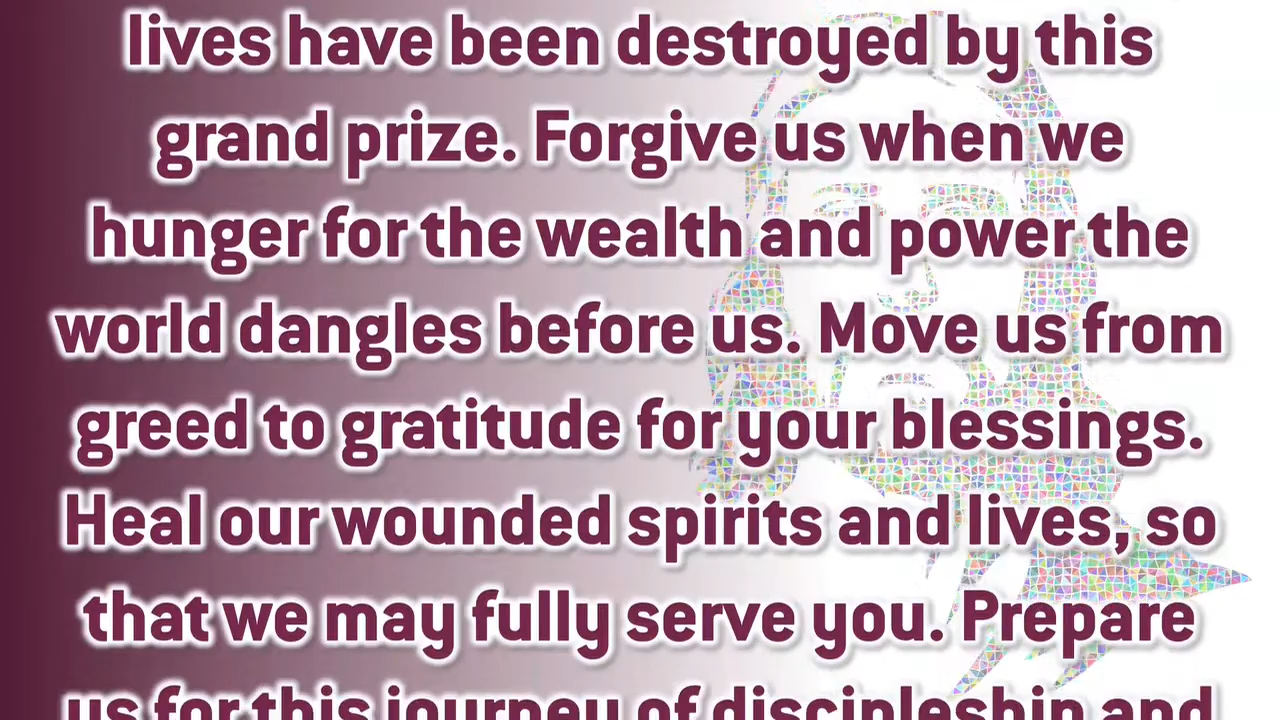 lives have been destroyed by this
grand prize. Forgive us when we
hunger for the wealth and power the
world dangles before us. Move us from
greed to gratitude for your blessings.
Heal our wounded spirits and lives, so
that we may fully serve you. Prepare
us for this journey of discipleship and